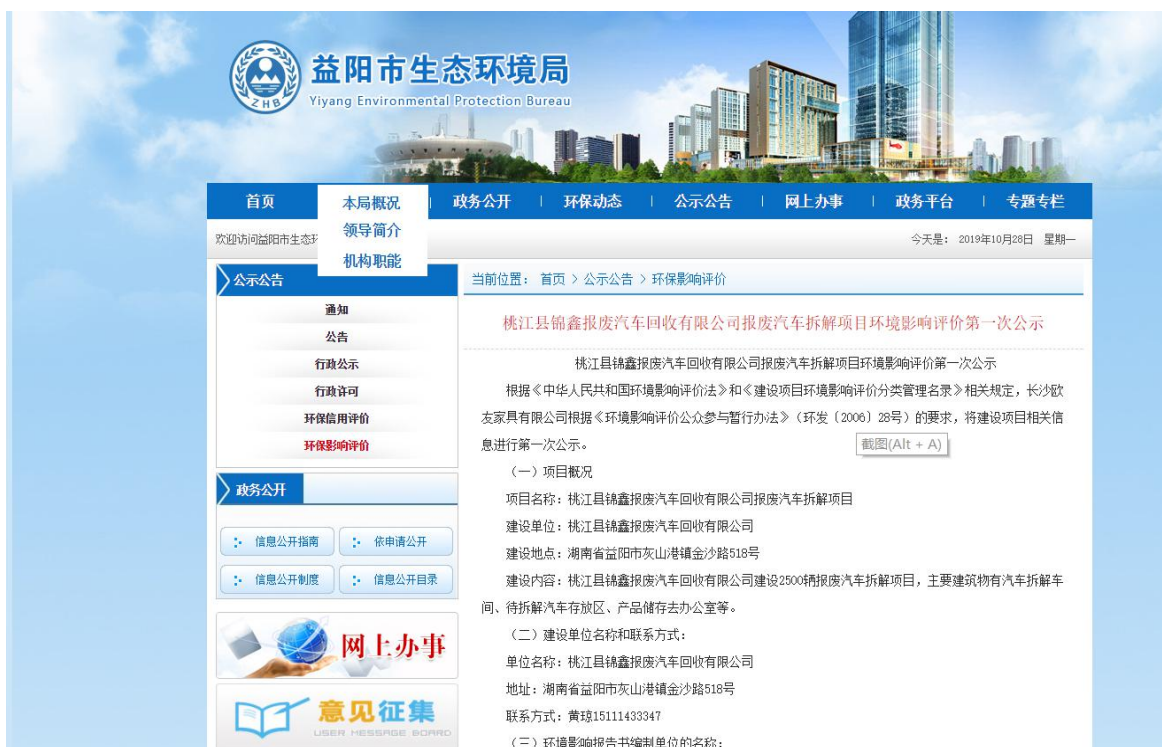 益阳市生态环境局
Yiyang Environmental Protection Bureau
ZHB
首页
本局概况
领导简介
机构职能
政务公开
环保动态
公示公告
网上办事
政务平台
专题专栏
欢迎访问益阳市生态环
今天是： 2019年10月28日 星期一
公示公告
通知
公告
行政公示
行政许可
环保信用评价
环保影响评价
政务公开
信息公开指南
依申请公开
信息公开制度
信息公开目录
网上办事
意见征集
USER MESSAGE BOARD
当前位置： 首页 > 公示公告 > 环保影响评价
桃江县锦鑫报废汽车回收有限公司报废汽车拆解项目环境影响评价第一次公示
桃江县锦鑫报废汽车回收有限公司报废汽车拆解项目环境影响评价第一次公示
根据《中华人民共和国环境影响评价法》和《建设项目环境影响评价分类管理名录》相关规定，长沙欧
友家具有限公司根据《环境影响评价公众参与暂行办法》（环发〔2006〕28号）的要求，将建设项目相关信
息进行第一次公示。
截图(Alt + A)
（一）项目概况
项目名称：桃江县锦鑫报废汽车回收有限公司报废汽车拆解项目
建设单位：桃江县锦鑫报废汽车回收有限公司
建设地点：湖南省益阳市灰山港镇金沙路518号
建设内容：桃江县锦鑫报废汽车回收有限公司建设2500辆报废汽车拆解项目，主要建筑物有汽车拆解车
间、待拆解汽车存放区、产品储存去办公室等。
（二）建设单位名称和联系方式：
单位名称：桃江县锦鑫报废汽车回收有限公司
地址：湖南省益阳市灰山港镇金沙路518号
联系方式：黄琼15111433347
（三）环境影响报告书编制单位的名称：